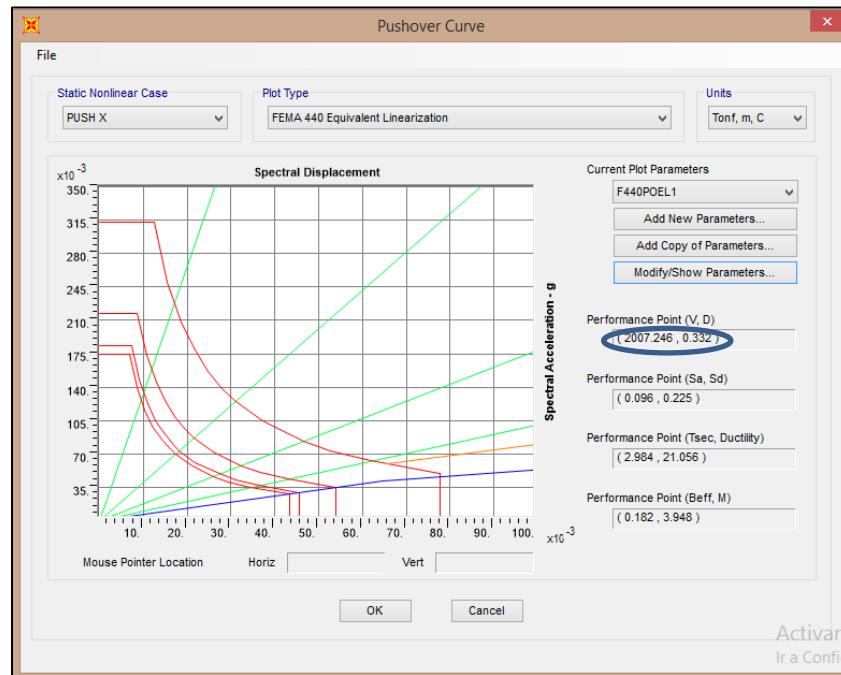 Pushover Curve
File
Static Nonlinear Case
PUSH X
Plot Type
FEMA 440 Equivalent Linearization
Units
Tonf, m, C
Spectral Displacement
x10 -3
350.
315.
280.
245.
210.
175.
140.
105.
70.
35.
10. 20. 30. 40. 50. 60. 70. 80. 90. 100. x10 -3
Spectral Acceleration - g
Mouse Pointer Location Horiz Vert
Current Plot Parameters
F440POEL1
Add New Parameters...
Add Copy of Parameters...
Modify/Show Parameters...
Performance Point (V, D)
( 2007.246 , 0.332 )
Performance Point (Sa, Sd)
( 0.096 , 0.225 )
Performance Point (Tsec, Ductility)
( 2.984 , 21.056 )
Performance Point (Beff, M)
( 0.182 , 3.948 )
OK Cancel
Activar
Ir a Confi